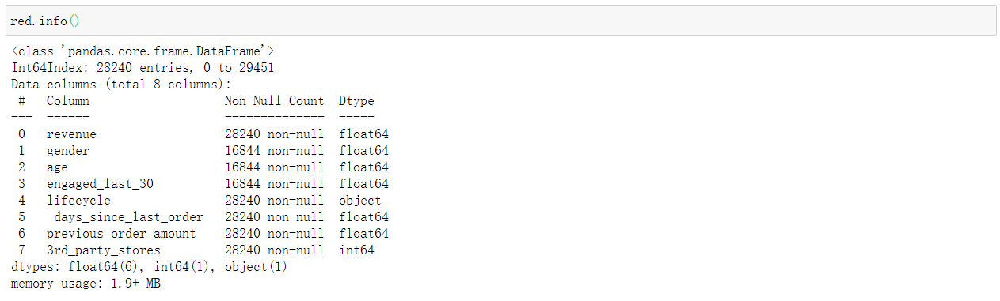 red.info()
<class 'pandas.core.frame.DataFrame'>
Int64Index: 28240 entries, 0 to 29451
Data columns (total 8 columns):
 #   Column                 Non-Null Count  Dtype
---  ------                 --------------  -----
 0   revenue                28240 non-null  float64
 1   gender                 16844 non-null  float64
 2   age                    16844 non-null  float64
 3   engaged_last_30        16844 non-null  float64
 4   lifecycle              28240 non-null  object
 5    days_since_last_order  28240 non-null  float64
 6   previous_order_amount  28240 non-null  float64
 7   3rd_party_stores       28240 non-null  int64
dtypes: float64(6), int64(1), object(1)
memory usage: 1.9+ MB